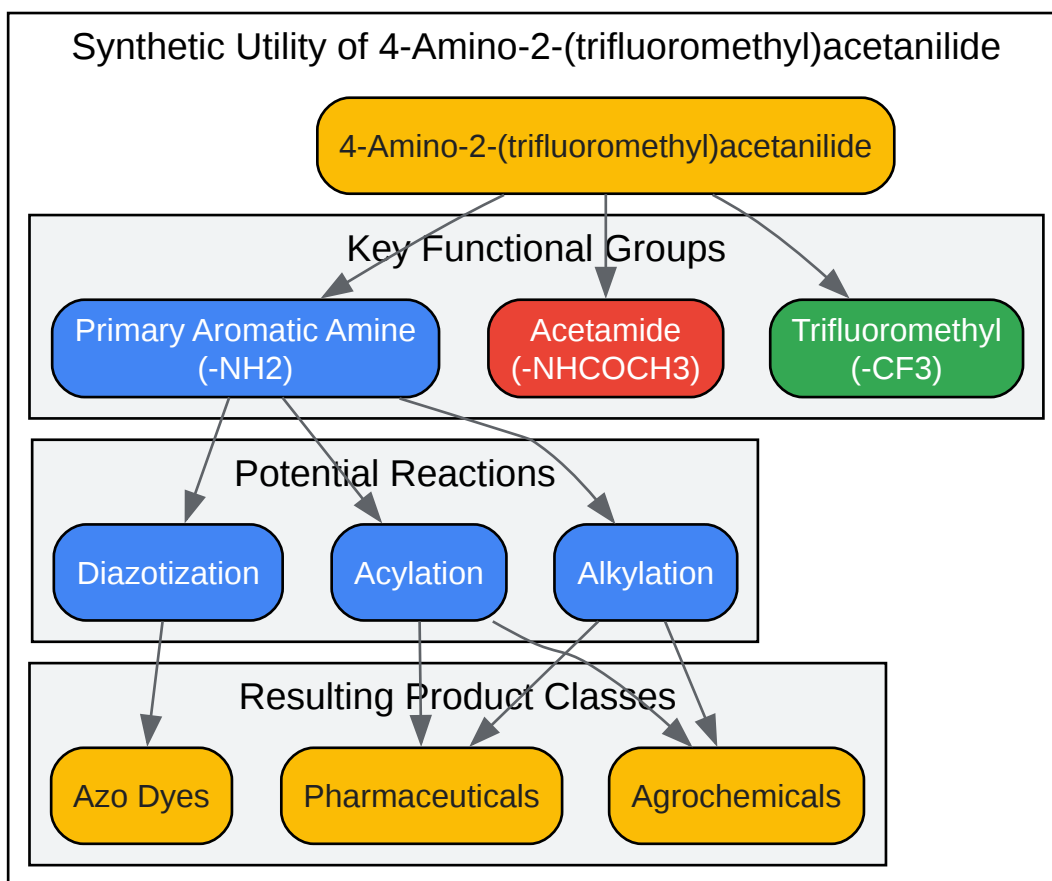 Synthetic Utility of 4-Amino-2-(trifluoromethyl)acetanilide
4-Amino-2-(trifluoromethyl)acetanilide
Key Functional Groups
Primary Aromatic Amine
(-NH2)
Acetamide
(-NHCOCH3)
Trifluoromethyl
(-CF3)
Potential Reactions
Diazotization
Acylation
Alkylation
Resulting Product Classes
Azo Dyes
Pharmaceuticals
Agrochemicals